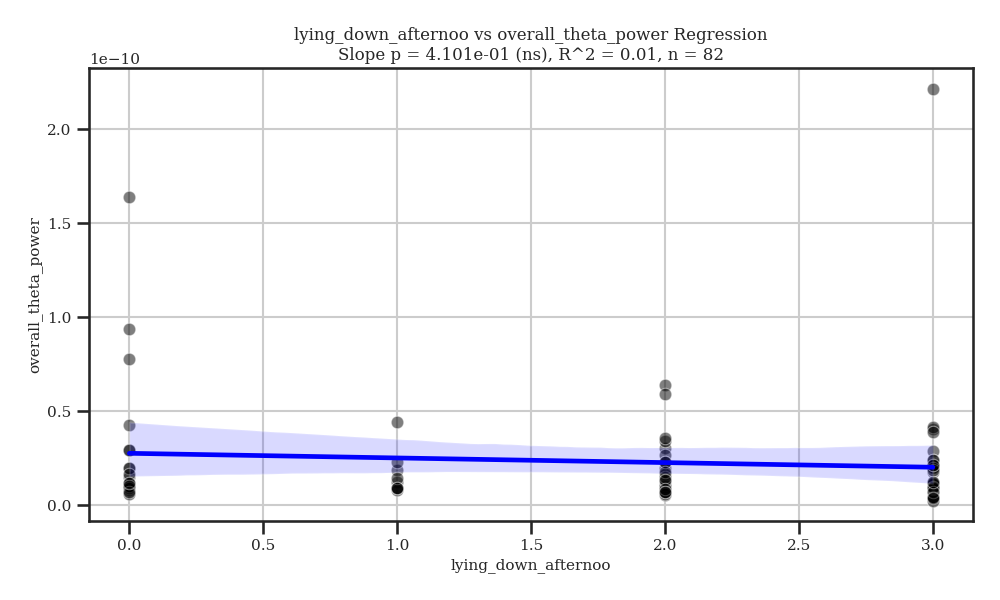 lying_down_afternoo vs overall_theta_power Regression
Slope p = 4.101e-01 (ns), R^2 = 0.01, n = 82
1e−10
2.0
1.5
1.0
0.5
0.0
overall_theta_power
0.0 0.5 1.0 1.5 2.0 2.5 3.0
lying_down_afternoo